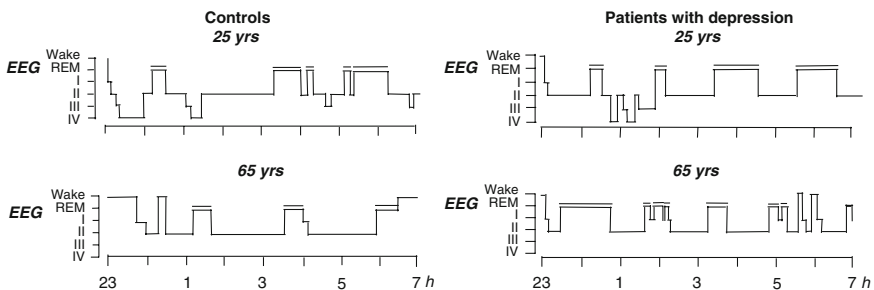 Controls
25 yrs
EEG
Wake
REM
I
II
III
IV
Patients with depression
25 yrs
EEG
Wake
REM
I
II
III
IV
65 yrs
EEG
Wake
REM
I
II
III
IV
23 1 3 5 7 h
65 yrs
EEG
Wake
REM
I
II
III
IV
23 1 3 5 7 h